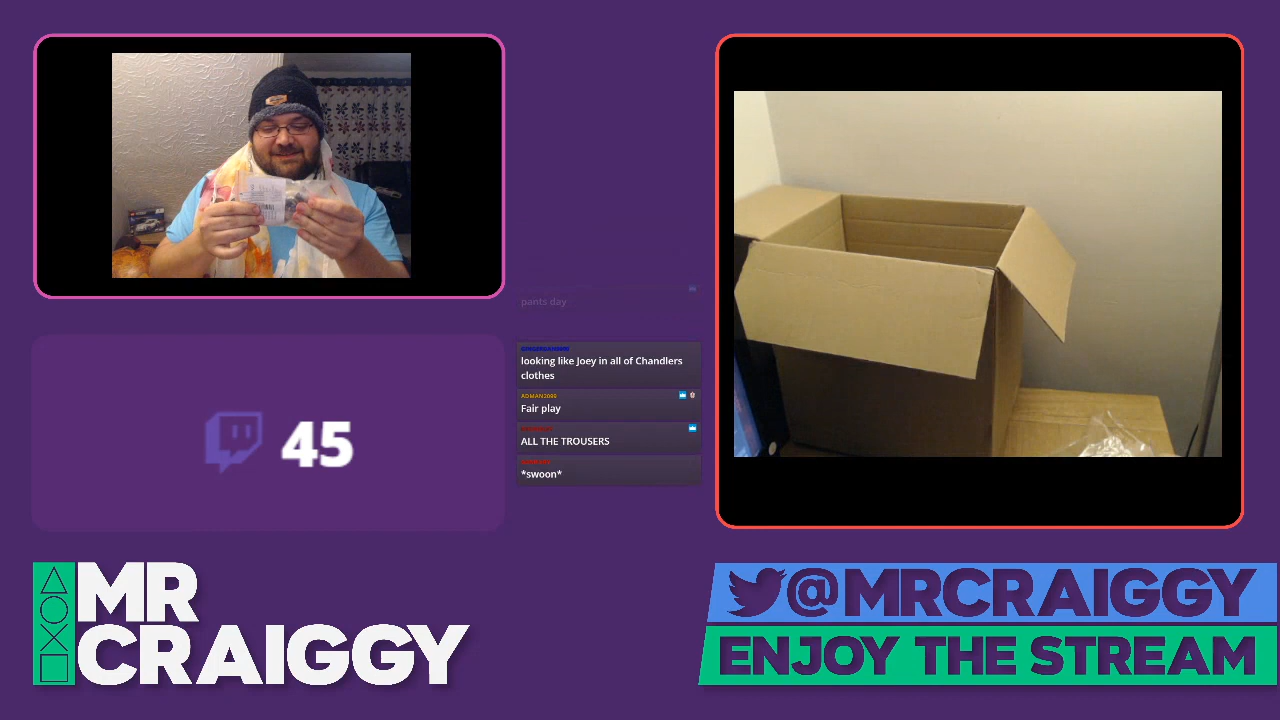 pants day
looking like Joey in all of Chandlers
clothes
ADMAN2090
Fair play
ALL THE TROUSERS
*swoon*
45
MR
CRAIGGY
@MRCRAIGGY
ENJOY THE STREAM